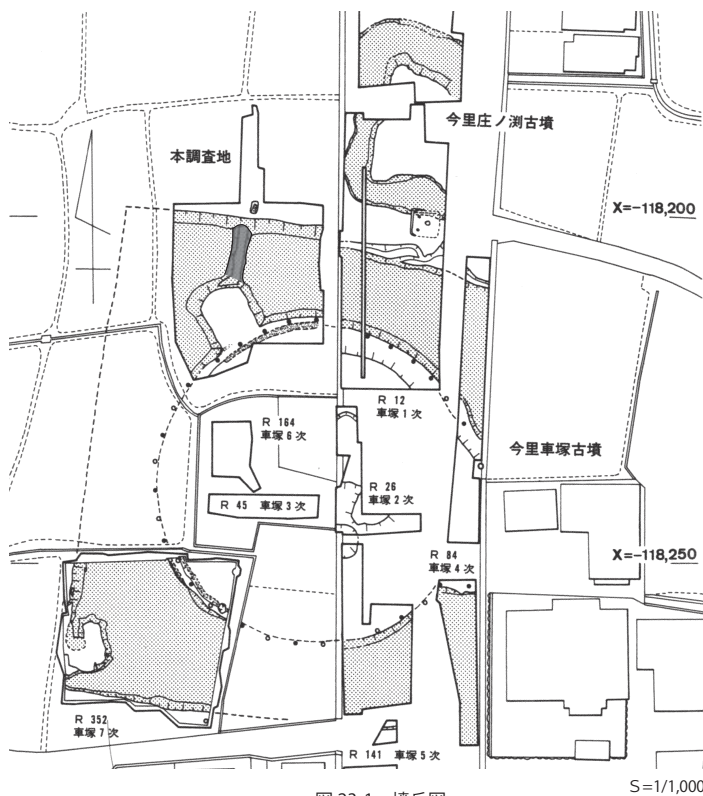 今里庄ノ渕古墳
本調査地
X=-118,200
R 12
車塚1次
R 164
車塚6次
今里車塚古墳
R 26
車塚2次
R 45 車塚3次
R 84
車塚4次
X=-118,250
R 352
車塚7次
R 141 車塚5次
S=1/1,000